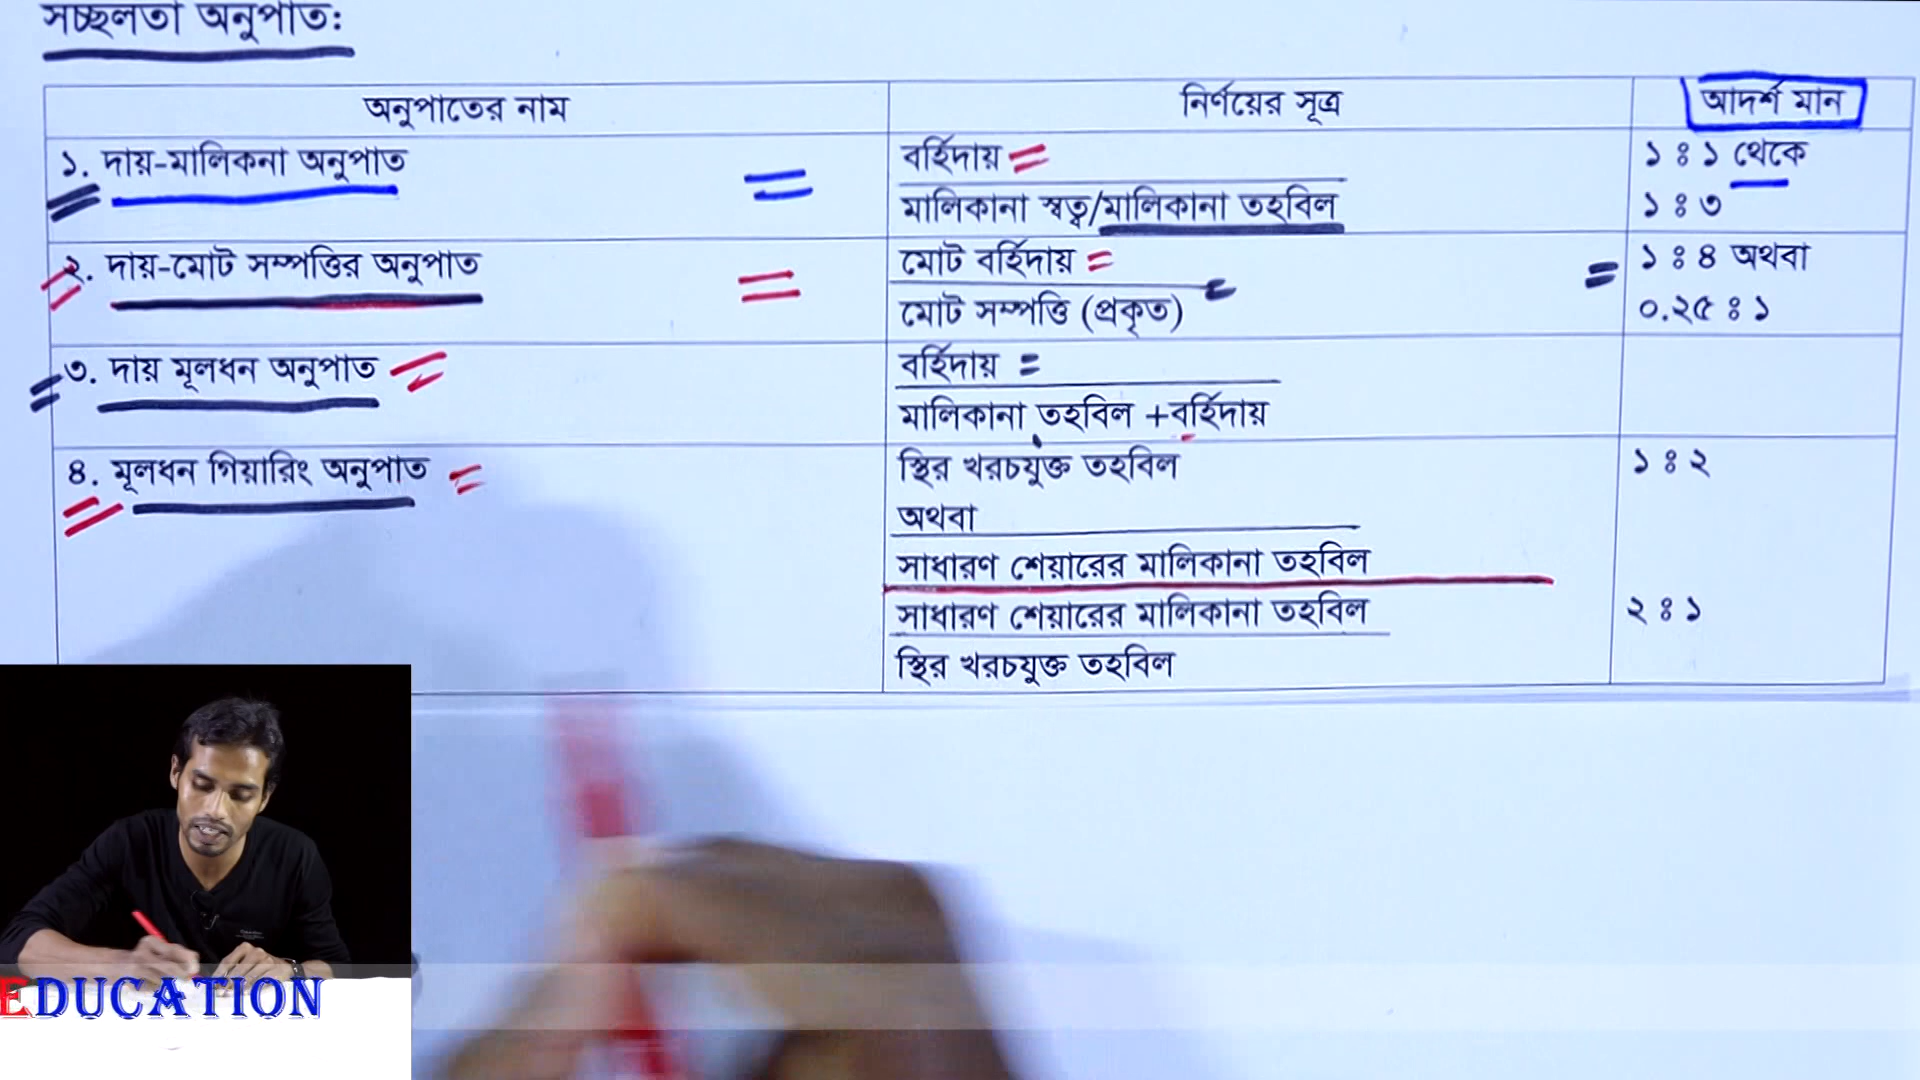 সচ্ছলতা অনুপাত:
অনুপাতের নাম
নির্ণয়ের সূত্র
আদর্শ মান
১. দায়-মালিকনা অনুপাত
বর্হিদায়
মালিকানা স্বত্ব/মালিকানা তহবিল
১ ঃ ১ থেকে
১ ঃ ৩
২. দায়-মোট সম্পত্তির অনুপাত
মোট বর্হিদায়
মোট সম্পত্তি (প্রকৃত)
১ ঃ ৪ অথবা
০.২৫ ঃ ১
৩. দায় মূলধন অনুপাত
বর্হিদায়
মালিকানা তহবিল +বর্হিদায়
৪. মূলধন গিয়ারিং অনুপাত
স্থির খরচযুক্ত তহবিল
অথবা
সাধারণ শেয়ারের মালিকানা তহবিল
১ ঃ ২
সাধারণ শেয়ারের মালিকানা তহবিল
স্থির খরচযুক্ত তহবিল
২ ঃ ১
EDUCATION